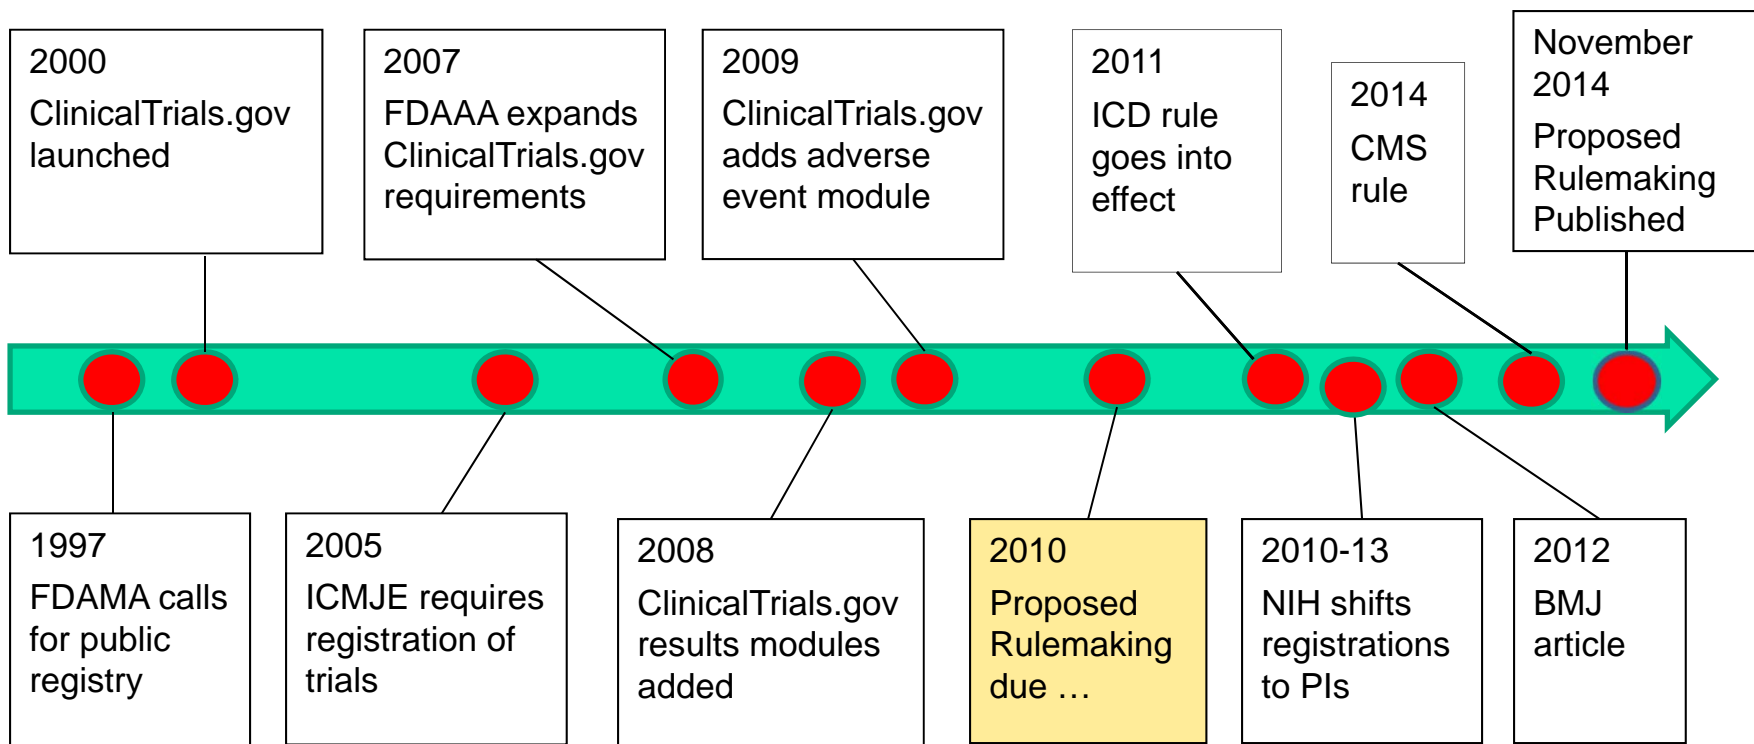 2000
ClinicalTrials.gov
launched
2007
FDAAA expands
ClinicalTrials.gov
requirements
2009
ClinicalTrials.gov
adds adverse
event module
2011
ICD rule
goes into
effect
2014
CMS
rule
November
2014
Proposed
Rulemaking
Published
1997
FDAMA calls
for public
registry
2005
ICMJE requires
registration of
trials
2008
ClinicalTrials.gov
results modules
added
2010
Proposed
Rulemaking
due …
2010-13
NIH shifts
registrations
to PIs
2012
BMJ
article